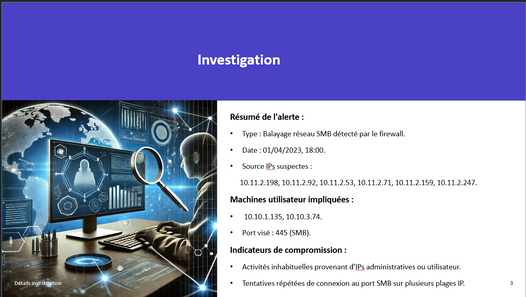 Investigation
Résumé de l'alerte :
• Type : Balayage réseau SMB détecté par le firewall.
• Date : 01/04/2023, 18:00.
• Source IPs suspectes :
10.11.2.198, 10.11.2.92, 10.11.2.53, 10.11.2.71, 10.11.2.159, 10.11.2.247.
Machines utilisateur impliquées :
• 10.10.1.135, 10.10.3.74.
• Port visé : 445 (SMB).
Indicateurs de compromission :
• Activités inhabituelles provenant d'IPs administratives ou utilisateur.
• Tentatives répétées de connexion au port SMB sur plusieurs plages IP.
Détails investigation
3